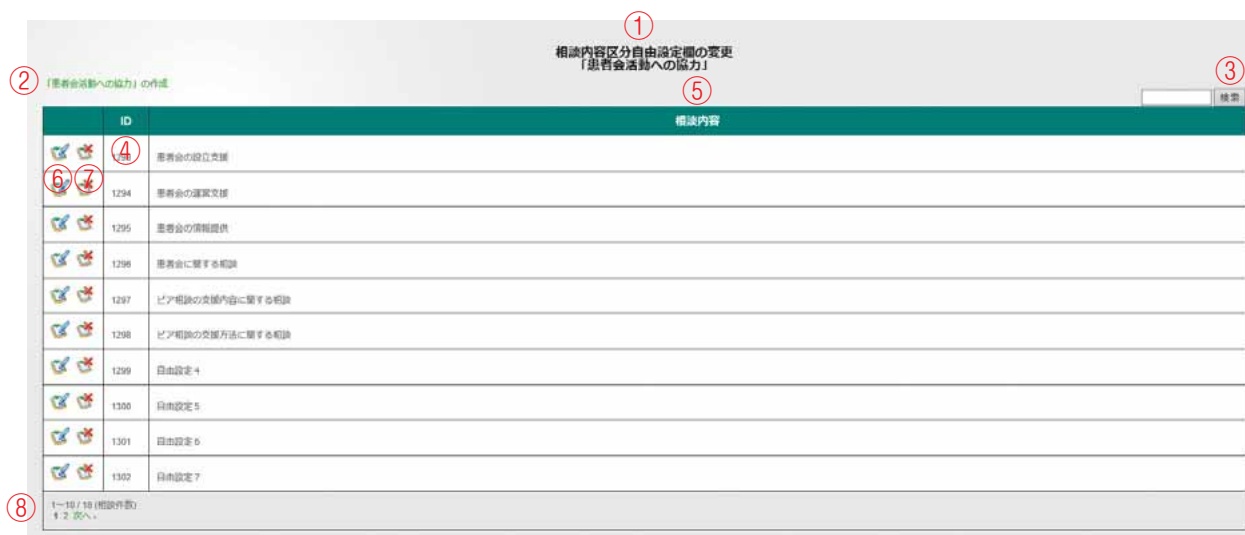 ①
相談内容区分自由設定欄の変更
「患者会活動への協力」
② 「患者会活動への協力」の作成
③
検索
⑤
ID 相談内容
④
1293 患者会の設立支援
⑥ ⑦
1294 患者会の運営支援
1295 患者会の情報提供
1296 患者会に関する相談
1297 ピア相談の支援内容に関する相談
1298 ピア相談の支援方法に関する相談
1299 自由設定4
1300 自由設定5
1301 自由設定6
1302 自由設定7
⑧
1～10 / 18 (相談件数)
1 2 次へ